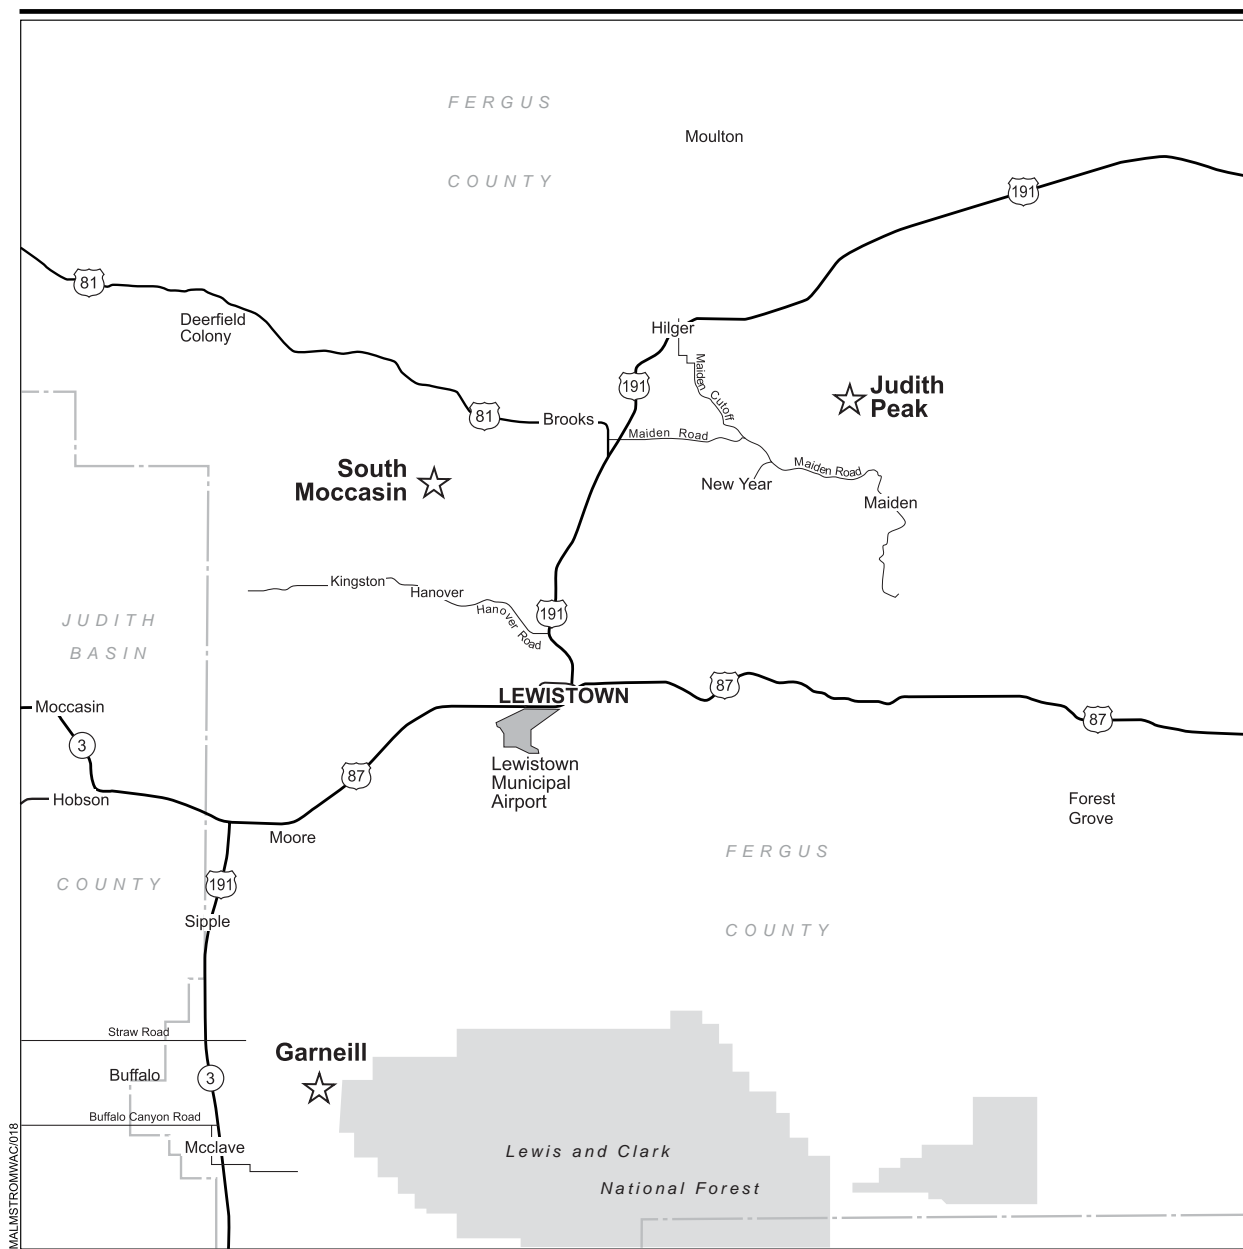 FERGUS
Moulton
COUNTY
191
81
Deerfield
Colony
Hilger
Maiden Cutoff
191
Judith
Peak
81
Brooks
Maiden Road
South
Moccasin
New Year
Maiden Road
Maiden
Kingston
Hanover
Hanover Road
191
JUDITH
BASIN
LEWISTOWN
87
Moccasin
3
87
87
Lewistown
Municipal
Airport
Hobson
Forest
Grove
Moore
FERGUS
COUNTY
191
Sipple
COUNTY
Straw Road
Garneill
Buffalo
3
Buffalo Canyon Road
Mcclave
Lewis and Clark
National Forest
MALMSTROMWAC/018